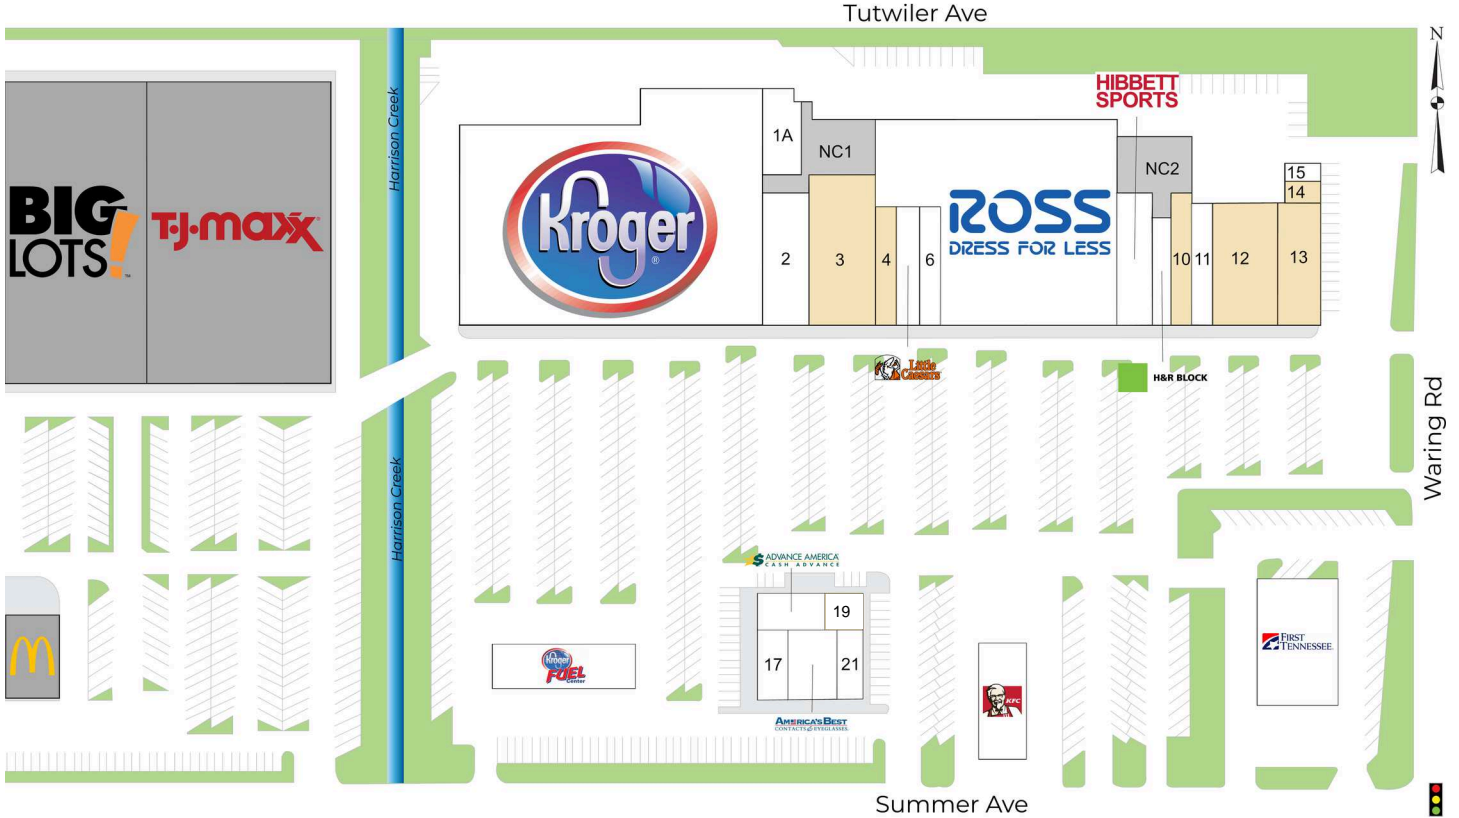 Tutwiler Ave
N
HIBBETT
SPORTS
Harrison Creek
1A
NC1
NC2
15
14
BIG
LOTS!
T·J·maxx
Kroger
ROSS
DRESS FOR LESS
2
3
4
6
10
11
12
13
Little
Caesars
H&R BLOCK
Waring Rd
Harrison Creek
ADVANCE AMERICA
CASH ADVANCE
19
17
21
Kroger
FUEL
Center
FIRST
TENNESSEE.
KFC
AMERICA'S BEST
CONTACTS & EYEGLASSES
Summer Ave